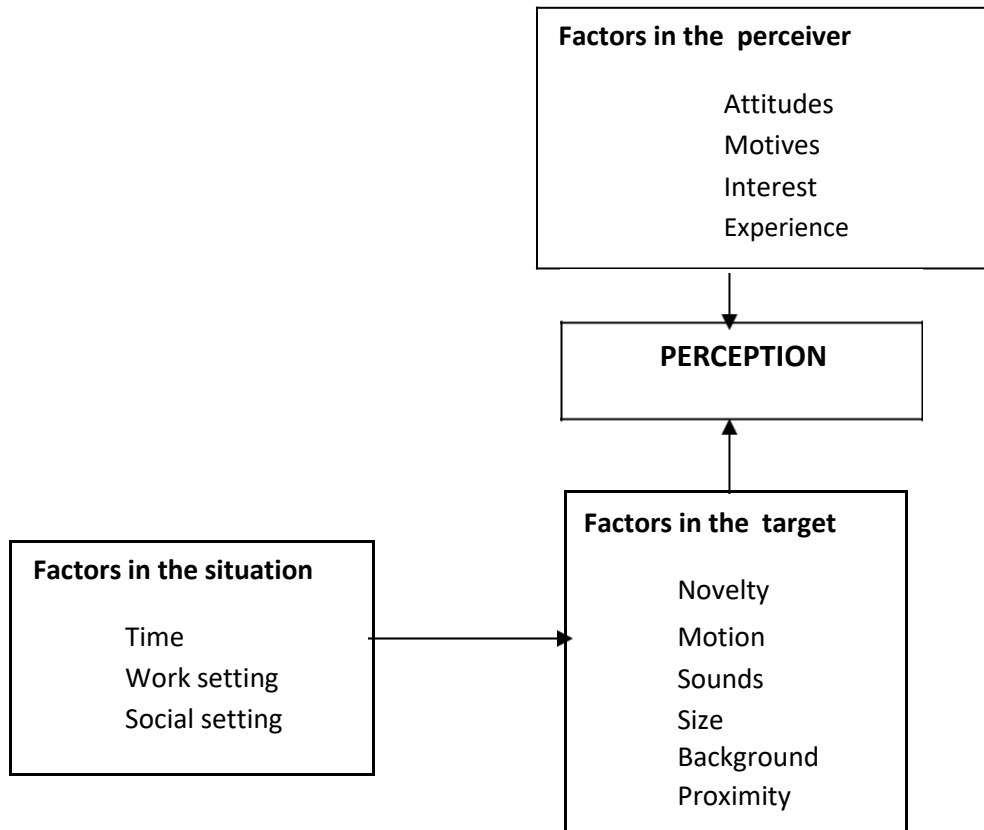 Factors in the perceiver
Attitudes
Motives
Interest
Experience
PERCEPTION
Factors in the situation
Time
Work setting
Social setting
Factors in the target
Novelty
Motion
Sounds
Size
Background
Proximity